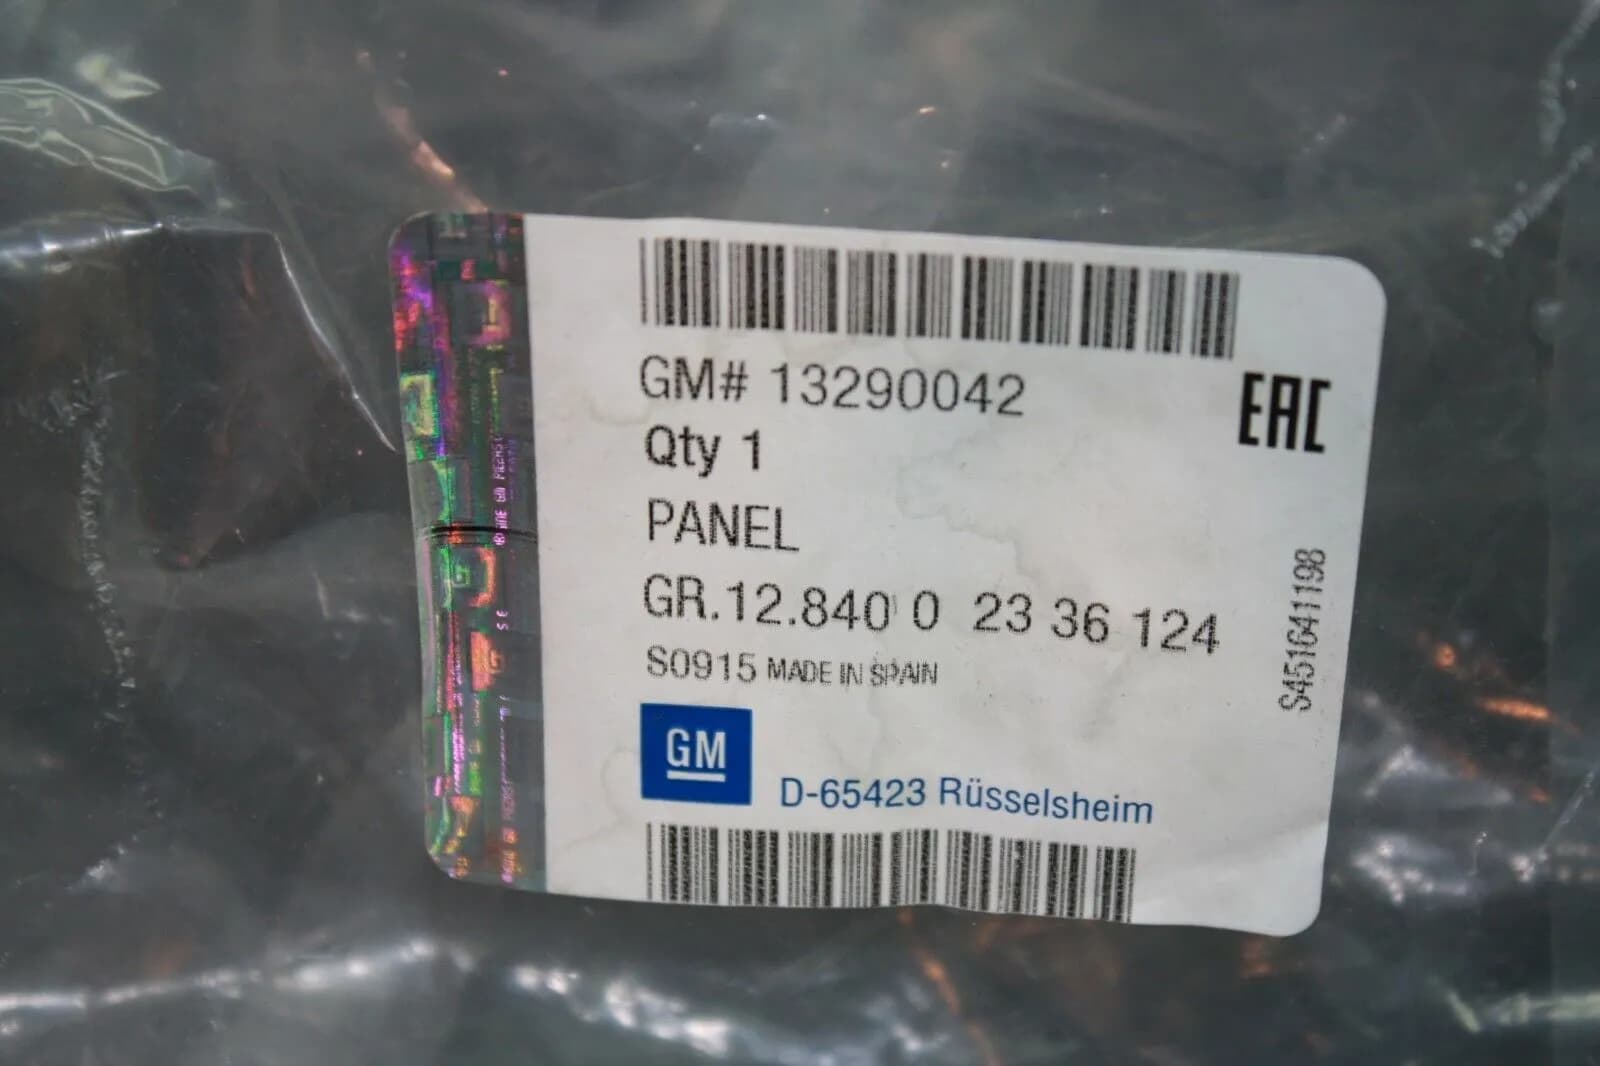 GM# 13290042
EAC
Qty 1
PANEL
GR.12.840 0 23 36 124
S0915 MADE IN SPAIN
S451641198
GM
D-65423 Rüsselsheim